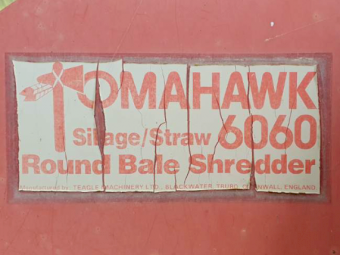 TOMAHAWK
Silage/Straw 6060
Round Bale Shredder
TEAGLE MACHINERY LTD. BLACKWATER, TRURO, CORNWALL, ENGLAND